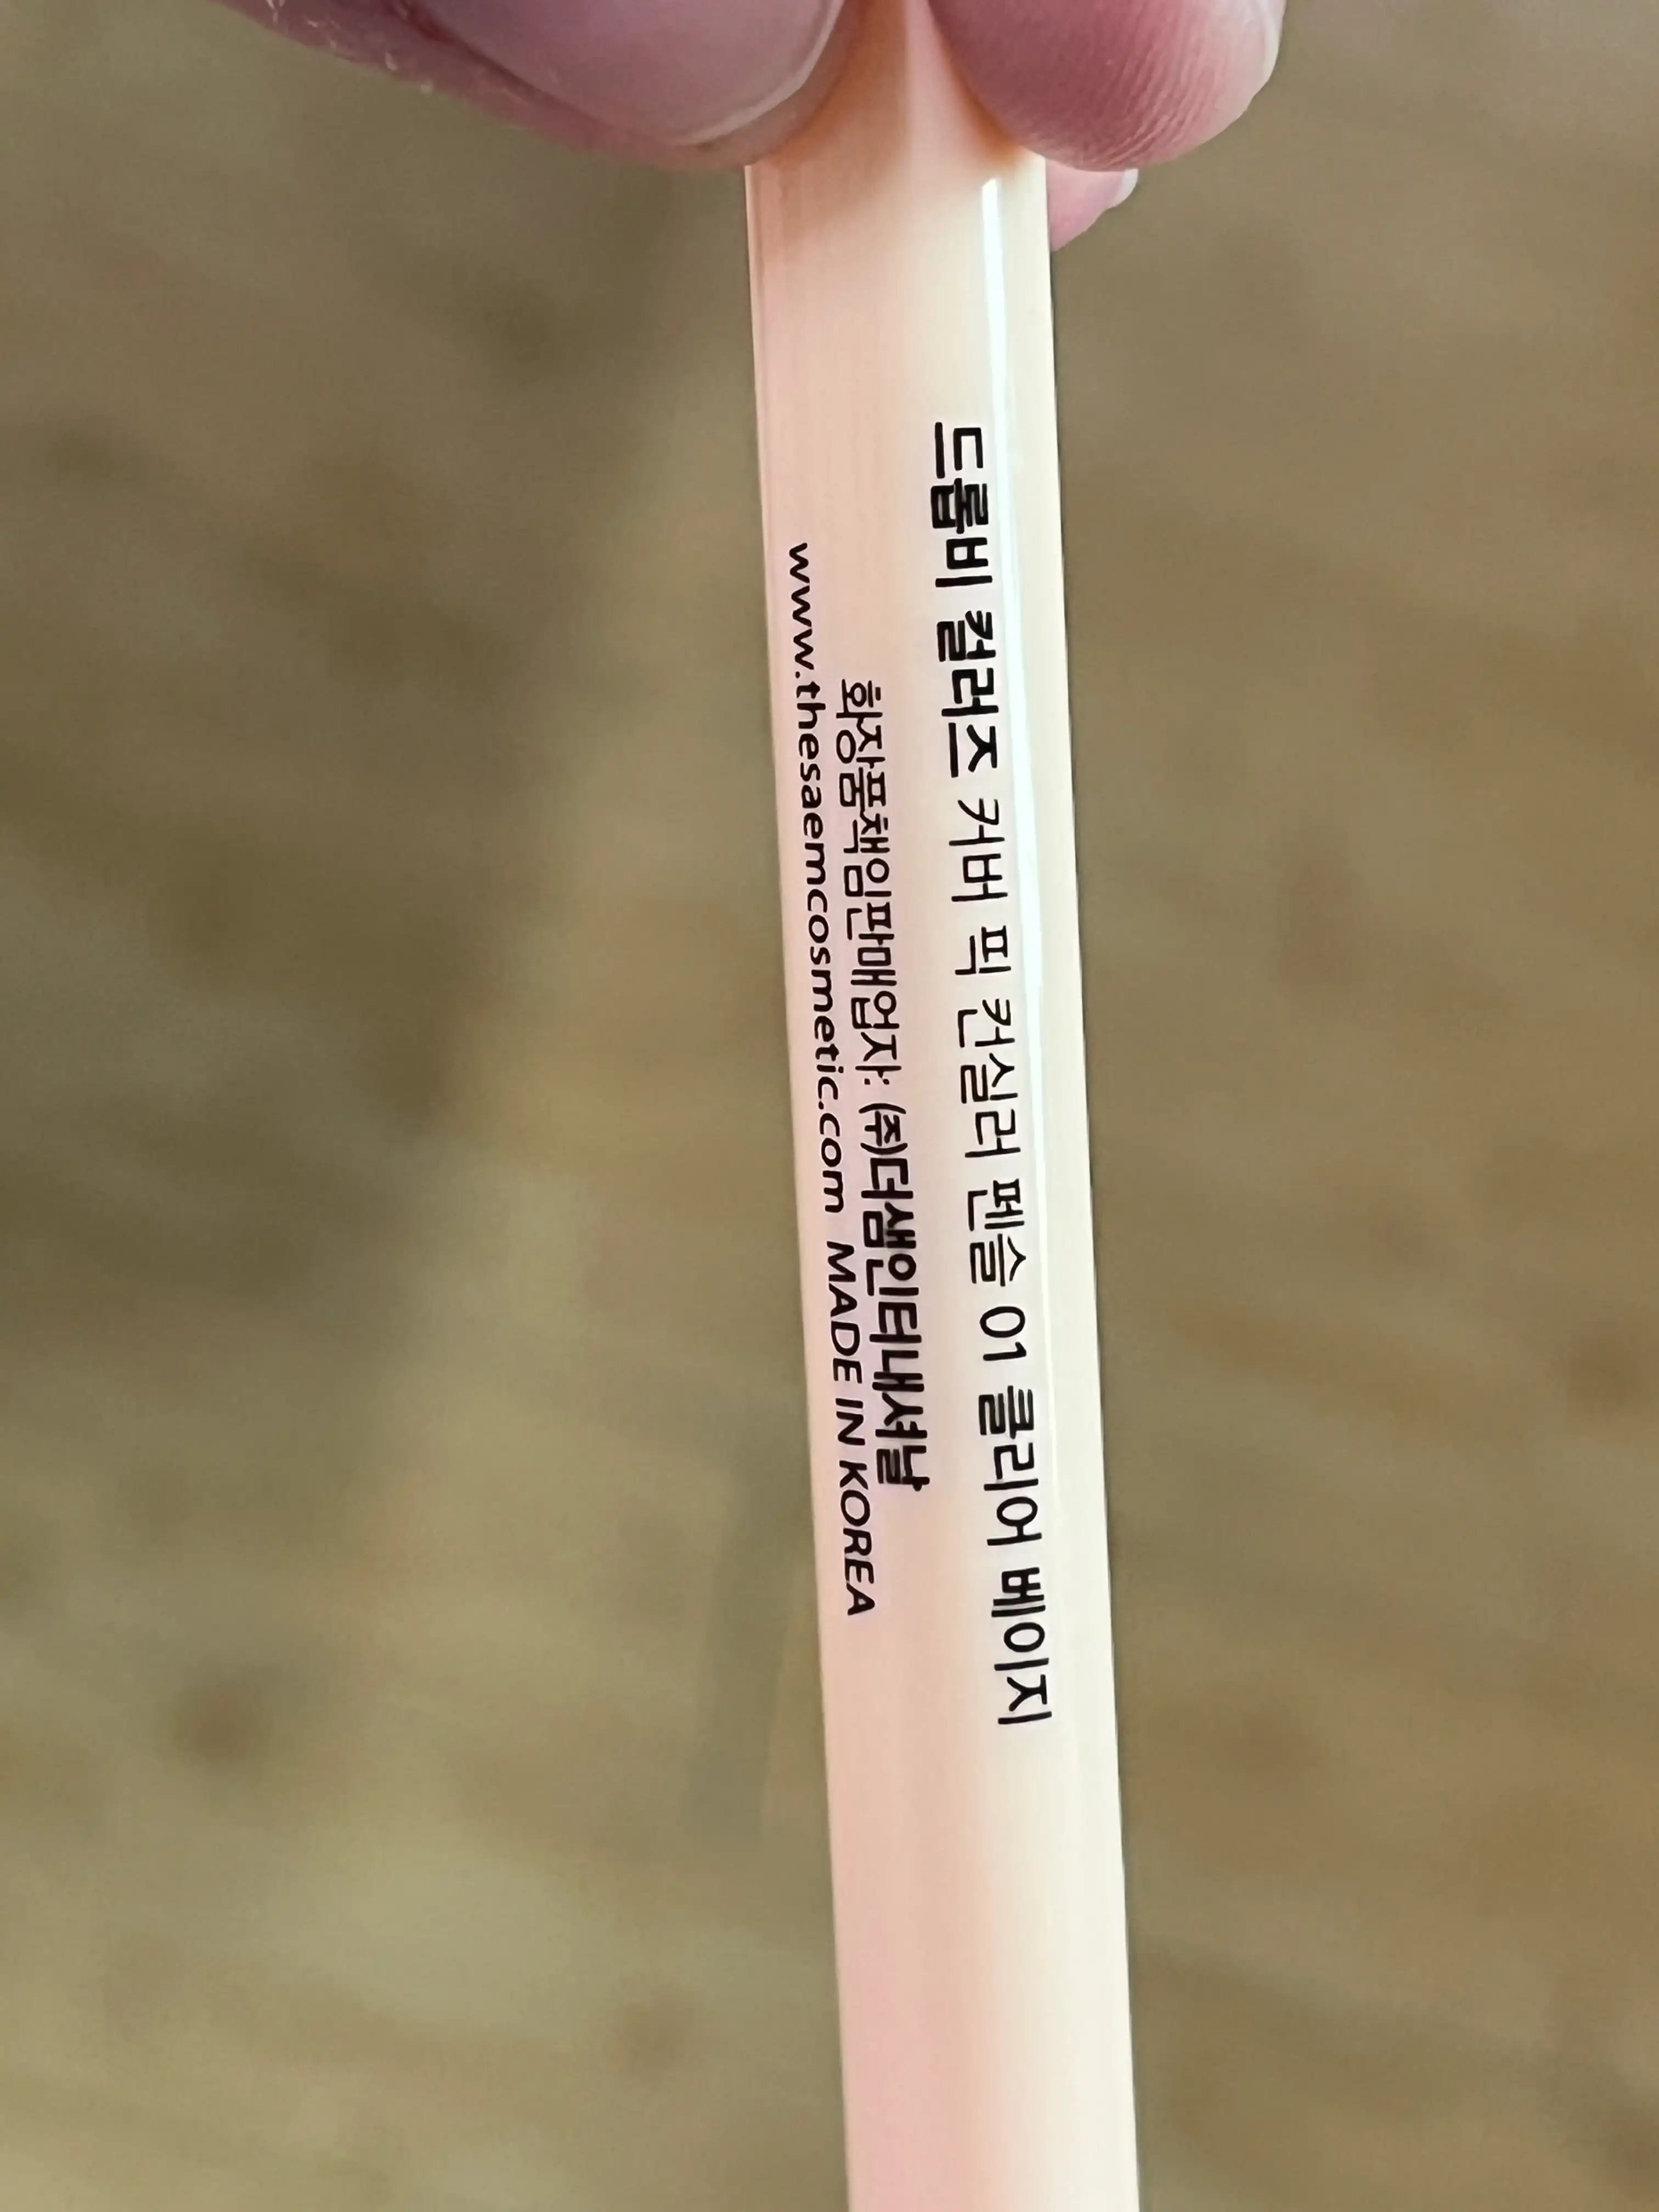 드롭비 컬러즈 커버 픽 컨실러 펜슬 01 클리어 베이지
화장품책임판매업자: (주)더샘인터내셔날
www.thesaemcosmetic.com MADE IN KOREA